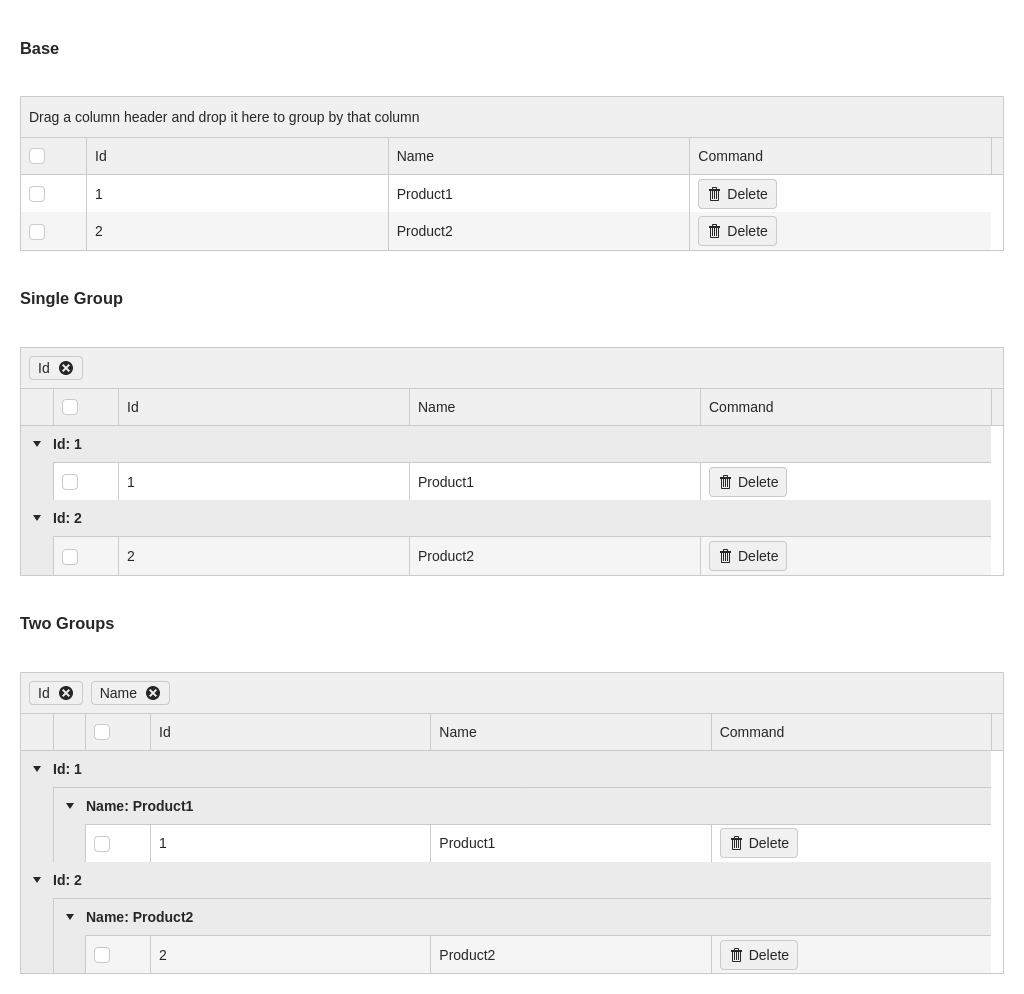 Base
Drag a column header and drop it here to group by that column
Id Name Command
1 Product1 Delete
2 Product2 Delete
Single Group
Id
Id Name Command
Id: 1
1 Product1 Delete
Id: 2
2 Product2 Delete
Two Groups
Id Name
Id Name Command
Id: 1
Name: Product1
1 Product1 Delete
Id: 2
Name: Product2
2 Product2 Delete